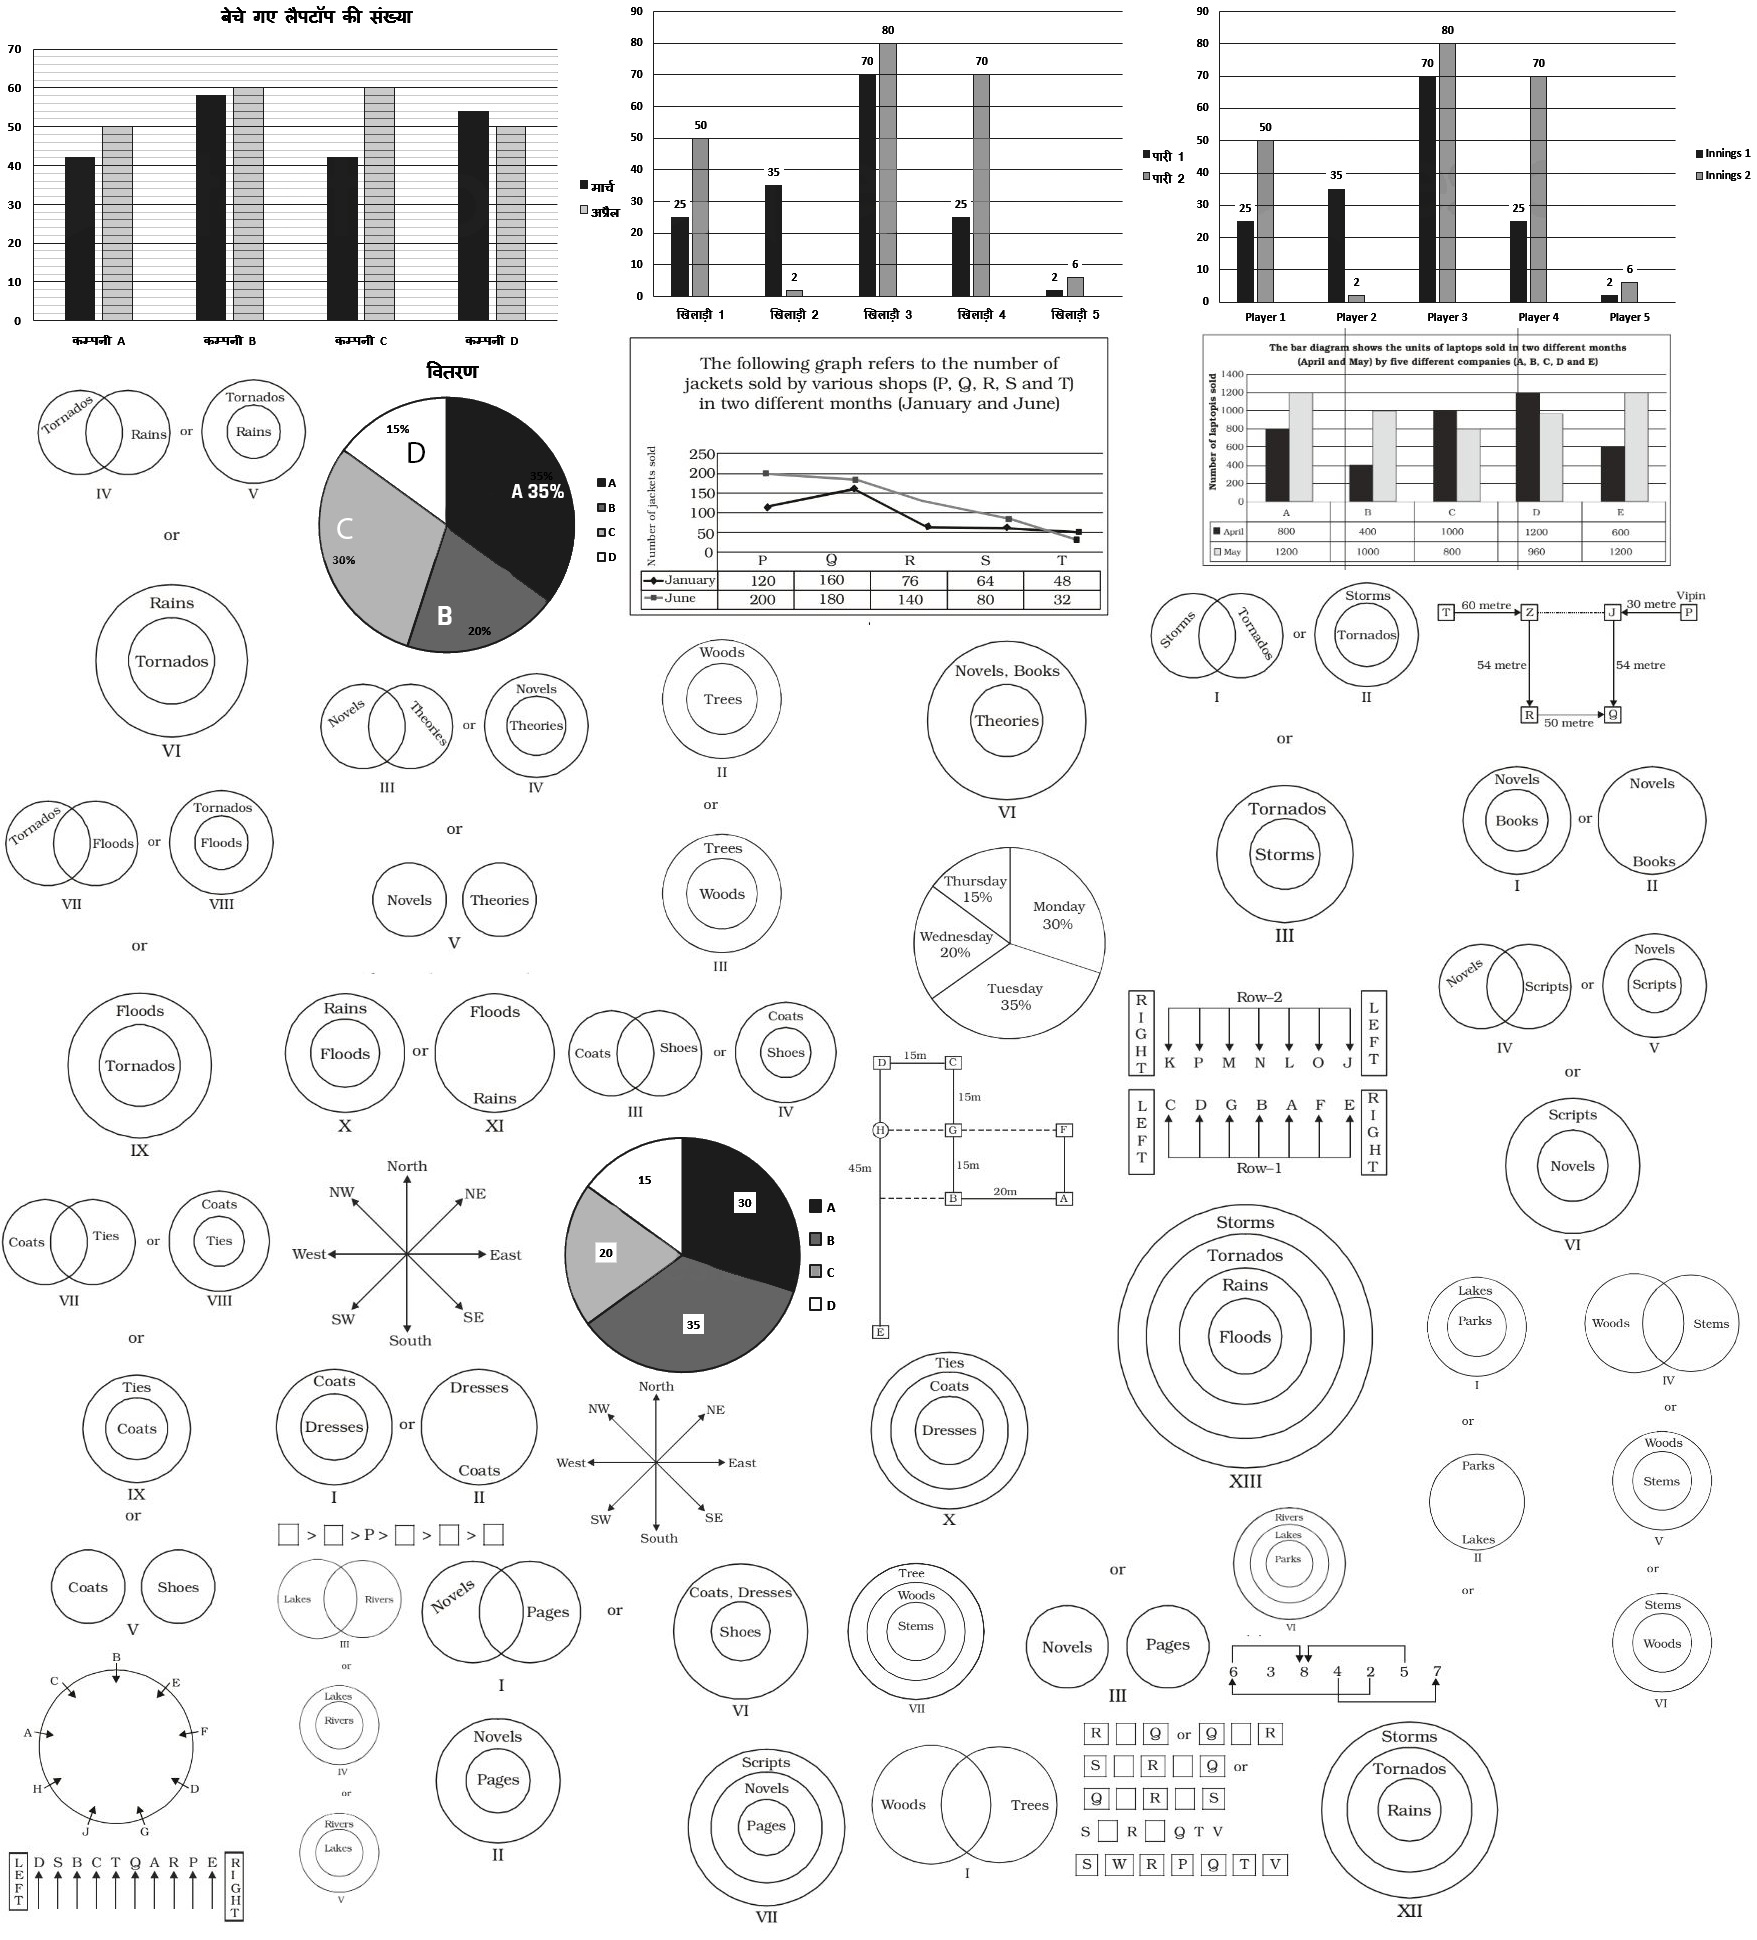 बेचे गए लैपटॉप की संख्या
70
60
50
40
30
20
10
0
कम्पनी A कम्पनी B कम्पनी C कम्पनी D
मार्च
अप्रैल
90
80
70
60
50
40
30
20
10
0
25 50 35 2 70 80 25 70 2 6
खिलाड़ी 1 खिलाड़ी 2 खिलाड़ी 3 खिलाड़ी 4 खिलाड़ी 5
पारी 1
पारी 2
90
80
70
60
50
40
30
20
10
0
25 50 35 2 70 80 25 70 2 6
Player 1 Player 2 Player 3 Player 4 Player 5
Innings 1
Innings 2
Tornados Rains or Tornados Rains
IV V
or
Rains
Tornados
VI
वितरण
15%
D
35%
A 35%
C
30%
B
20%
A
B
C
D
The following graph refers to the number of
jackets sold by various shops (P, Q, R, S and T)
in two different months (January and June)
Number of jackets sold
250
200
150
100
50
0
P Q R S T
January 120 160 76 64 48
June 200 180 140 80 32
The bar diagram shows the units of laptops sold in two different months
(April and May) by five different companies (A, B, C, D and E)
Number of laptopis sold
1400
1200
1000
800
600
400
200
0
A B C D E
April 800 400 1000 1200 600
May 1200 1000 800 960 1200
Storms Tornados or Storms Tornados
I II
or
Tornados
Storms
III
Vipin
T 60 metre Z J 30 metre P
54 metre 54 metre
R 50 metre Q
Novels Theories or Novels Theories
III IV
or
Novels Theories
V
Woods
Trees
II
or
Trees
Woods
III
Novels, Books
Theories
VI
Novels
Books
or
Novels
Books
I II
Tornados Floods or Tornados Floods
VII VIII
or
Floods
Tornados
IX
Thursday
15%
Monday
30%
Wednesday
20%
Tuesday
35%
Novels Scripts or Novels Scripts
IV V
or
Scripts
Novels
VI
Rains
Floods
or
Floods
Rains
X XI
Coats Shoes or Coats Shoes
III IV
D 15m C
15m
H G F
45m 15m
B 20m A
E
RIGHT Row–2 LEFT
K P M N L O J
LEFT C D G B A F E RIGHT
Row–1
Coats Ties or Coats Ties
VII VIII
or
Ties
Coats
IX
or
Coats Shoes
V
North
NW NE
West East
SW SE
South
15
30
20
35
A
B
C
D
Storms
Tornados
Rains
Floods
XIII
Lakes
Parks
I
or
Parks
Lakes
II
or
Woods Stems
IV
or
Woods
Stems
V
or
Stems
Woods
VI
Coats
Dresses
or
Dresses
Coats
I II
North
NW NE
West East
SW SE
South
Ties
Coats
Dresses
X
> > P > > >
Lakes Rivers
III
or
Lakes
Rivers
IV
or
Rivers
Lakes
V
Novels Pages or
I
Novels
Pages
II
Coats, Dresses
Shoes
VI
Tree
Woods
Stems
VII
or
Novels Pages
III
Rivers
Lakes
Parks
VI
6 3 8 4 2 5 7
B
C E
A F
H D
J G
LEFT D S B C T Q A R P E RIGHT
Scripts
Novels
Pages
VII
Woods Trees
I
R Q or Q R
S R Q or
Q R S
S R Q T V
S W R P Q T V
Storms
Tornados
Rains
XII